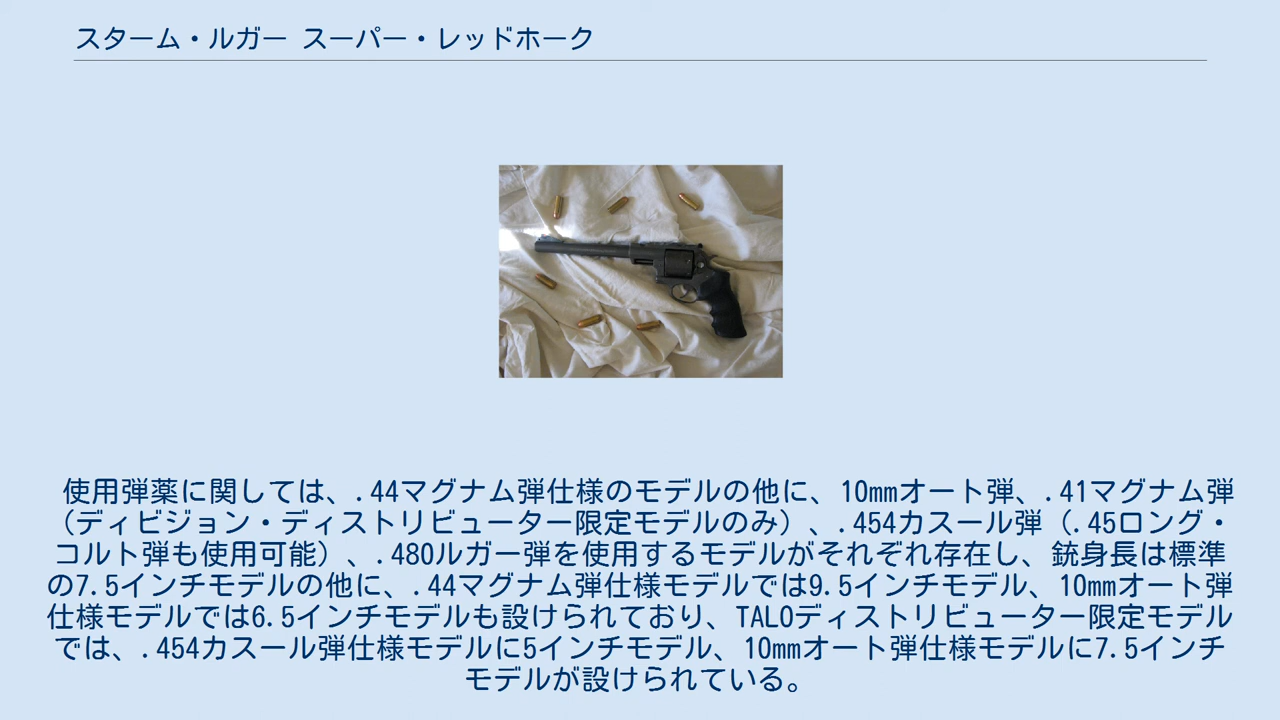 スターム・ルガー スーパー・レッドホーク
使用弾薬に関しては、.44マグナム弾仕様のモデルの他に、10mmオート弾、.41マグナム弾
（ディビジョン・ディストリビューター限定モデルのみ）、.454カスール弾（.45ロング・
コルト弾も使用可能）、.480ルガー弾を使用するモデルがそれぞれ存在し、銃身長は標準
の7.5インチモデルの他に、.44マグナム弾仕様モデルでは9.5インチモデル、10mmオート弾
仕様モデルでは6.5インチモデルも設けられており、TALOディストリビューター限定モデル
では、.454カスール弾仕様モデルに5インチモデル、10mmオート弾仕様モデルに7.5インチ
モデルが設けられている。